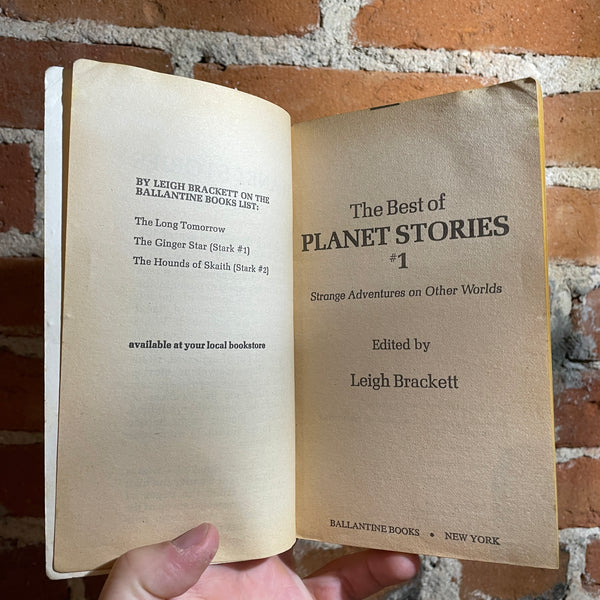 BY LEIGH BRACKETT ON THE
BALLANTINE BOOKS LIST:
The Long Tomorrow
The Ginger Star (Stark #1)
The Hounds of Skaith (Stark #2)
available at your local bookstore
The Best of
PLANET STORIES
#1
Strange Adventures on Other Worlds
Edited by
Leigh Brackett
BALLANTINE BOOKS • NEW YORK